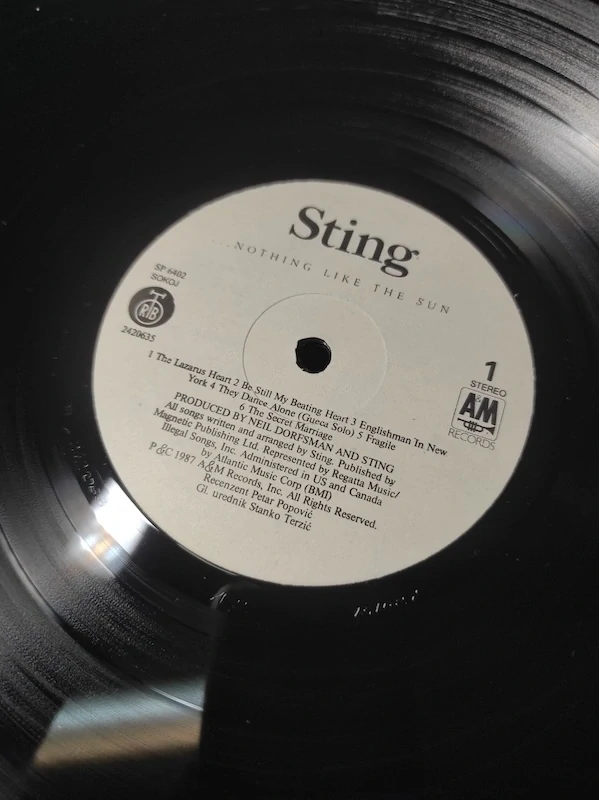 Sting
...NOTHING LIKE THE SUN
SP 6402
SOKOJ
RTB
2420635
1
STEREO
A&M
RECORDS
1 The Lazarus Heart 2 Be Still My Beating Heart 3 Englishman In New
York 4 They Dance Alone (Gueca Solo) 5 Fragile
6 The Secret Marriage
PRODUCED BY NEIL DORFSMAN AND STING
All songs written and arranged by Sting. Published by
Magnetic Publishing Ltd. Represented by Regatta Music/
Illegal Songs, Inc. Administered in US and Canada
by Atlantic Music Corp (BMI)
P &C 1987 A&M Records, Inc. All Rights Reserved.
Recenzent Petar Popović
Gl. urednik Stanko Terzić